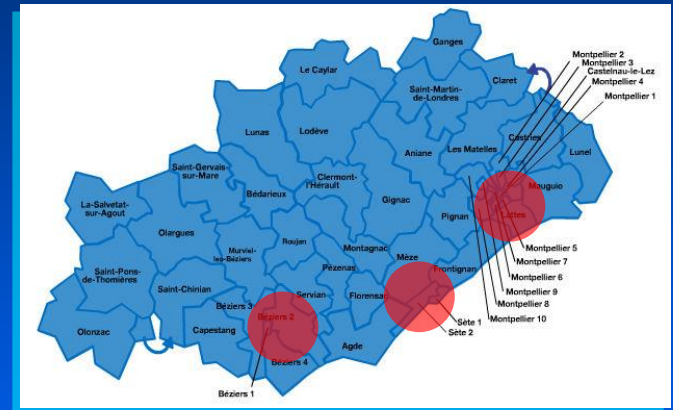 Ganges
Montpellier 2
Montpellier 3
Castelnau-le-Lez
Montpellier 4
Montpellier 1
Le Caylar
Claret
Saint-Martin-
de-Londres
Lunas
Lodève
Castries
Les Matelles
Aniane
Lunel
Saint-Gervais-
sur-Mare
Clermont-
l'Hérault
Mauguio
Bédarieux
Gignac
La-Salvetat-
sur-Agout
Lattes
Pignan
Olargues
Roujan
Montagnac
Murviel-
les-Béziers
Mèze
Montpellier 5
Montpellier 7
Pézenas
Frontignan
Saint-Pons-
de-Thomières
Montpellier 6
Saint-Chinian
Servian
Florensac
Montpellier 9
Montpellier 8
Béziers 3
Montpellier 10
Béziers 2
Sète 1
Sète 2
Olonzac
Capestang
Agde
Béziers 4
Béziers 1